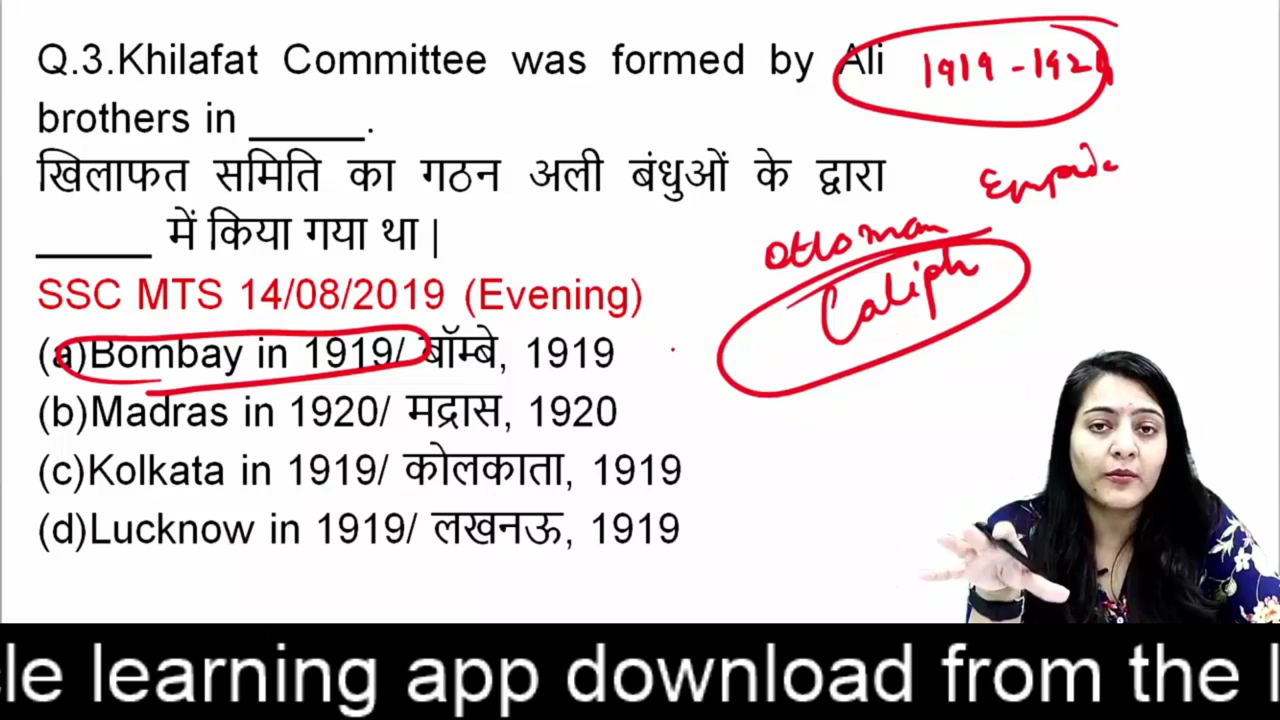 Q.3.Khilafat Committee was formed by Ali
brothers in _____.
खिलाफत समिति का गठन अली बंधुओं के द्वारा
_____ में किया गया था |
SSC MTS 14/08/2019 (Evening)
(a)Bombay in 1919/ बॉम्बे, 1919
(b)Madras in 1920/ मद्रास, 1920
(c)Kolkata in 1919/ कोलकाता, 1919
(d)Lucknow in 1919/ लखनऊ, 1919
1919 -
Ottoman
Caliph
learning app download from the